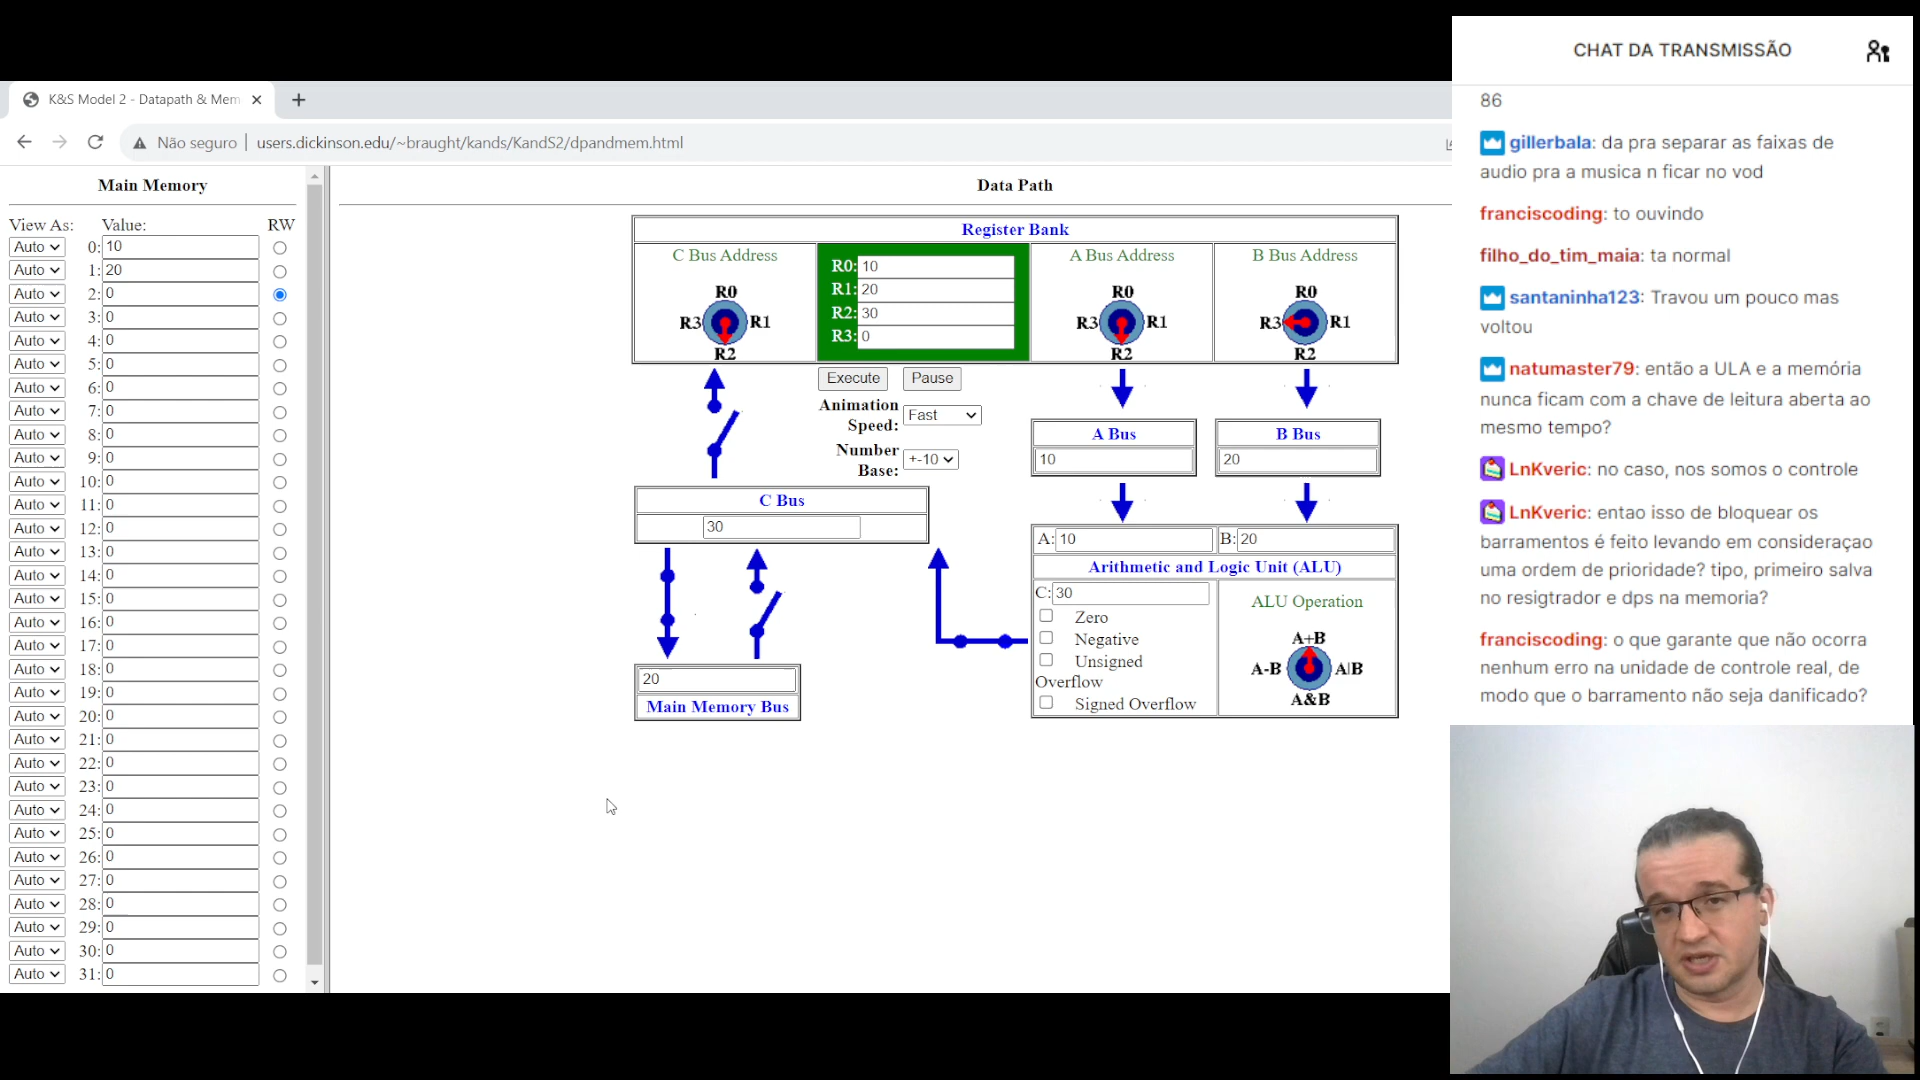 K&S Model 2 - Datapath & Mem
Não seguro
users.dickinson.edu/~braught/kands/KandS2/dpandmem.html
Main Memory
View As: Value: RW
Auto 0: 10
Auto 1: 20
Auto 2: 0
Auto 3: 0
Auto 4: 0
Auto 5: 0
Auto 6: 0
Auto 7: 0
Auto 8: 0
Auto 9: 0
Auto 10: 0
Auto 11: 0
Auto 12: 0
Auto 13: 0
Auto 14: 0
Auto 15: 0
Auto 16: 0
Auto 17: 0
Auto 18: 0
Auto 19: 0
Auto 20: 0
Auto 21: 0
Auto 22: 0
Auto 23: 0
Auto 24: 0
Auto 25: 0
Auto 26: 0
Auto 27: 0
Auto 28: 0
Auto 29: 0
Auto 30: 0
Auto 31: 0
Data Path
Register Bank
C Bus Address
R0
R3 R1
R2
R0: 10
R1: 20
R2: 30
R3: 0
A Bus Address
R0
R3 R1
R2
B Bus Address
R0
R3 R1
R2
Execute Pause
Animation
Speed: Fast
Number
Base: +-10
A Bus
10
B Bus
20
C Bus
30
20
Main Memory Bus
A: 10 B: 20
Arithmetic and Logic Unit (ALU)
C: 30
Zero
Negative
Unsigned
Overflow
Signed Overflow
ALU Operation
A+B
A-B A|B
A&B
CHAT DA TRANSMISSÃO
86
gillerbala: da pra separar as faixas de
audio pra a musica n ficar no vod
franciscoding: to ouvindo
filho_do_tim_maia: ta normal
santaninha123: Travou um pouco mas
voltou
natumaster79: então a ULA e a memória
nunca ficam com a chave de leitura aberta ao
mesmo tempo?
LnKveric: no caso, nos somos o controle
LnKveric: entao isso de bloquear os
barramentos é feito levando em consideraçao
uma ordem de prioridade? tipo, primeiro salva
no resigtrador e dps na memoria?
franciscoding: o que garante que não ocorra
nenhum erro na unidade de controle real, de
modo que o barramento não seja danificado?